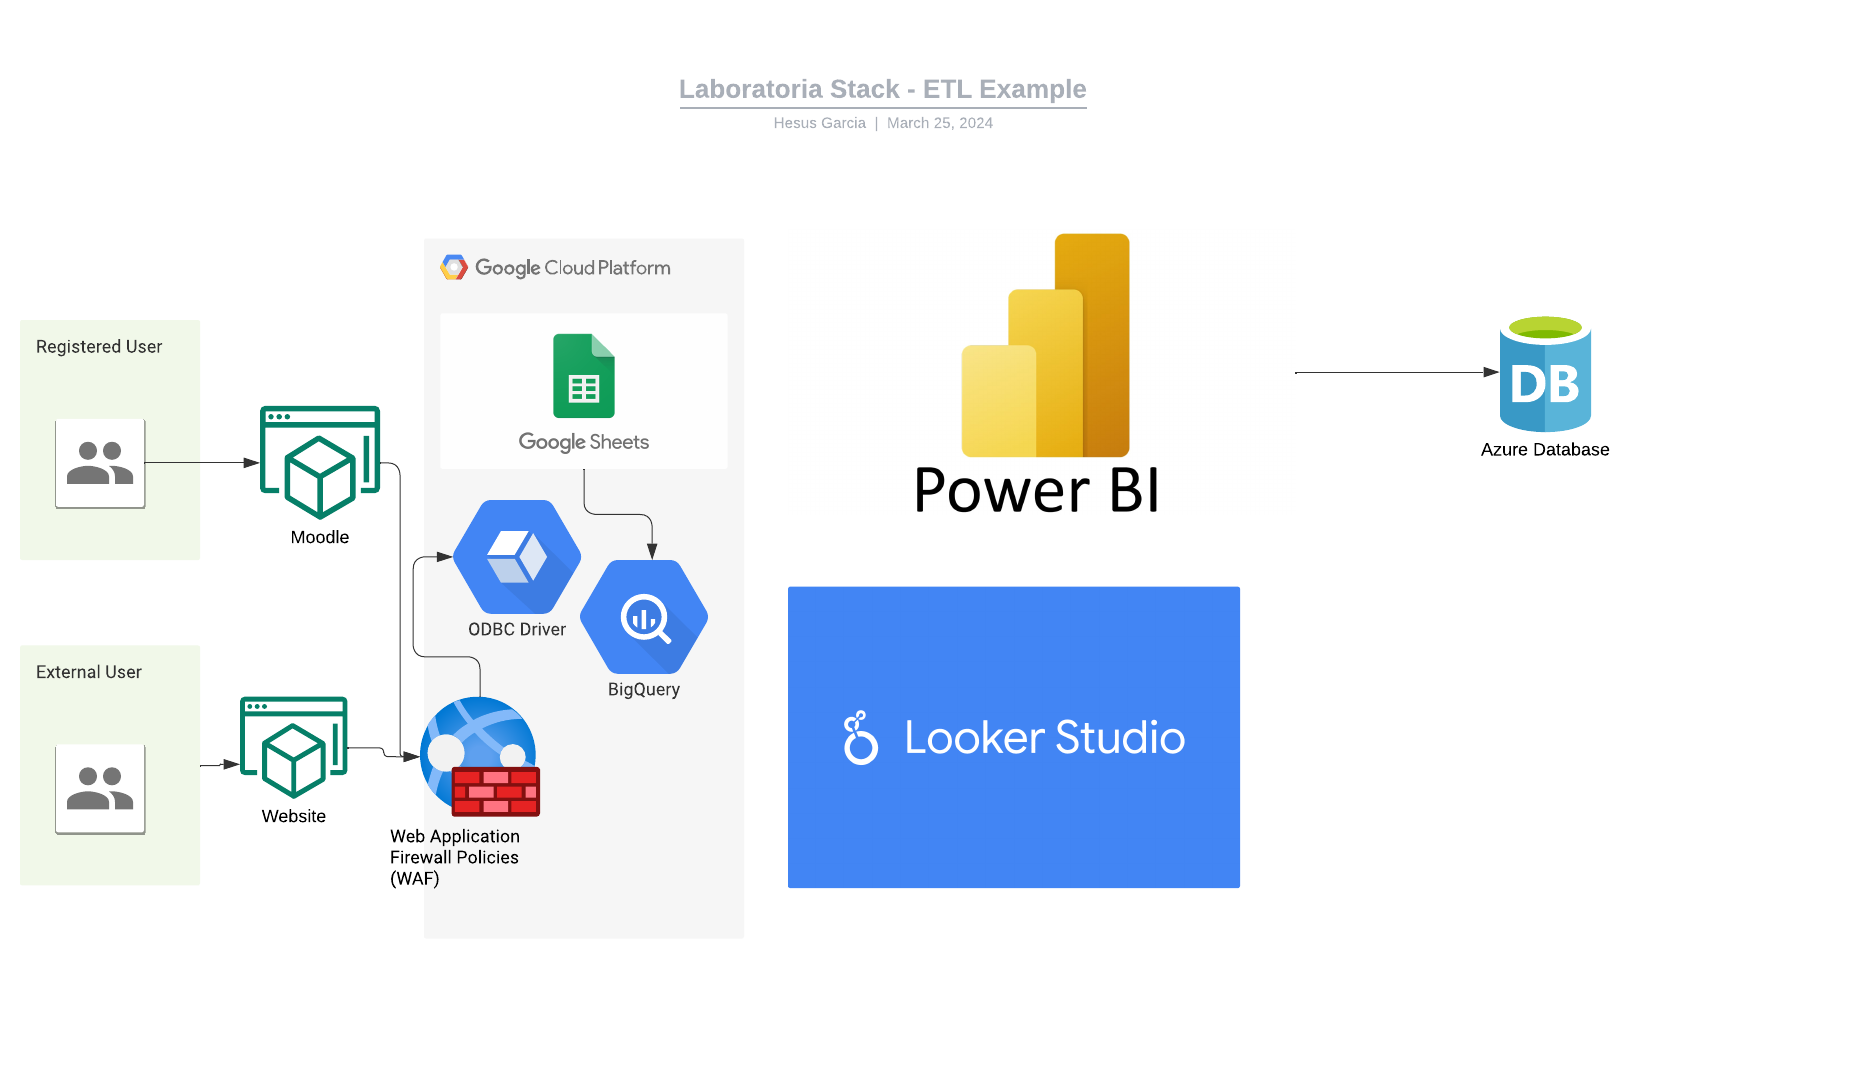 Laboratoria Stack - ETL Example
Hesus Garcia | March 25, 2024
Google Cloud Platform
Registered User
Google Sheets
Moodle
ODBC Driver
BigQuery
External User
Website
Web Application
Firewall Policies
(WAF)
Power BI
Looker Studio
DB
Azure Database